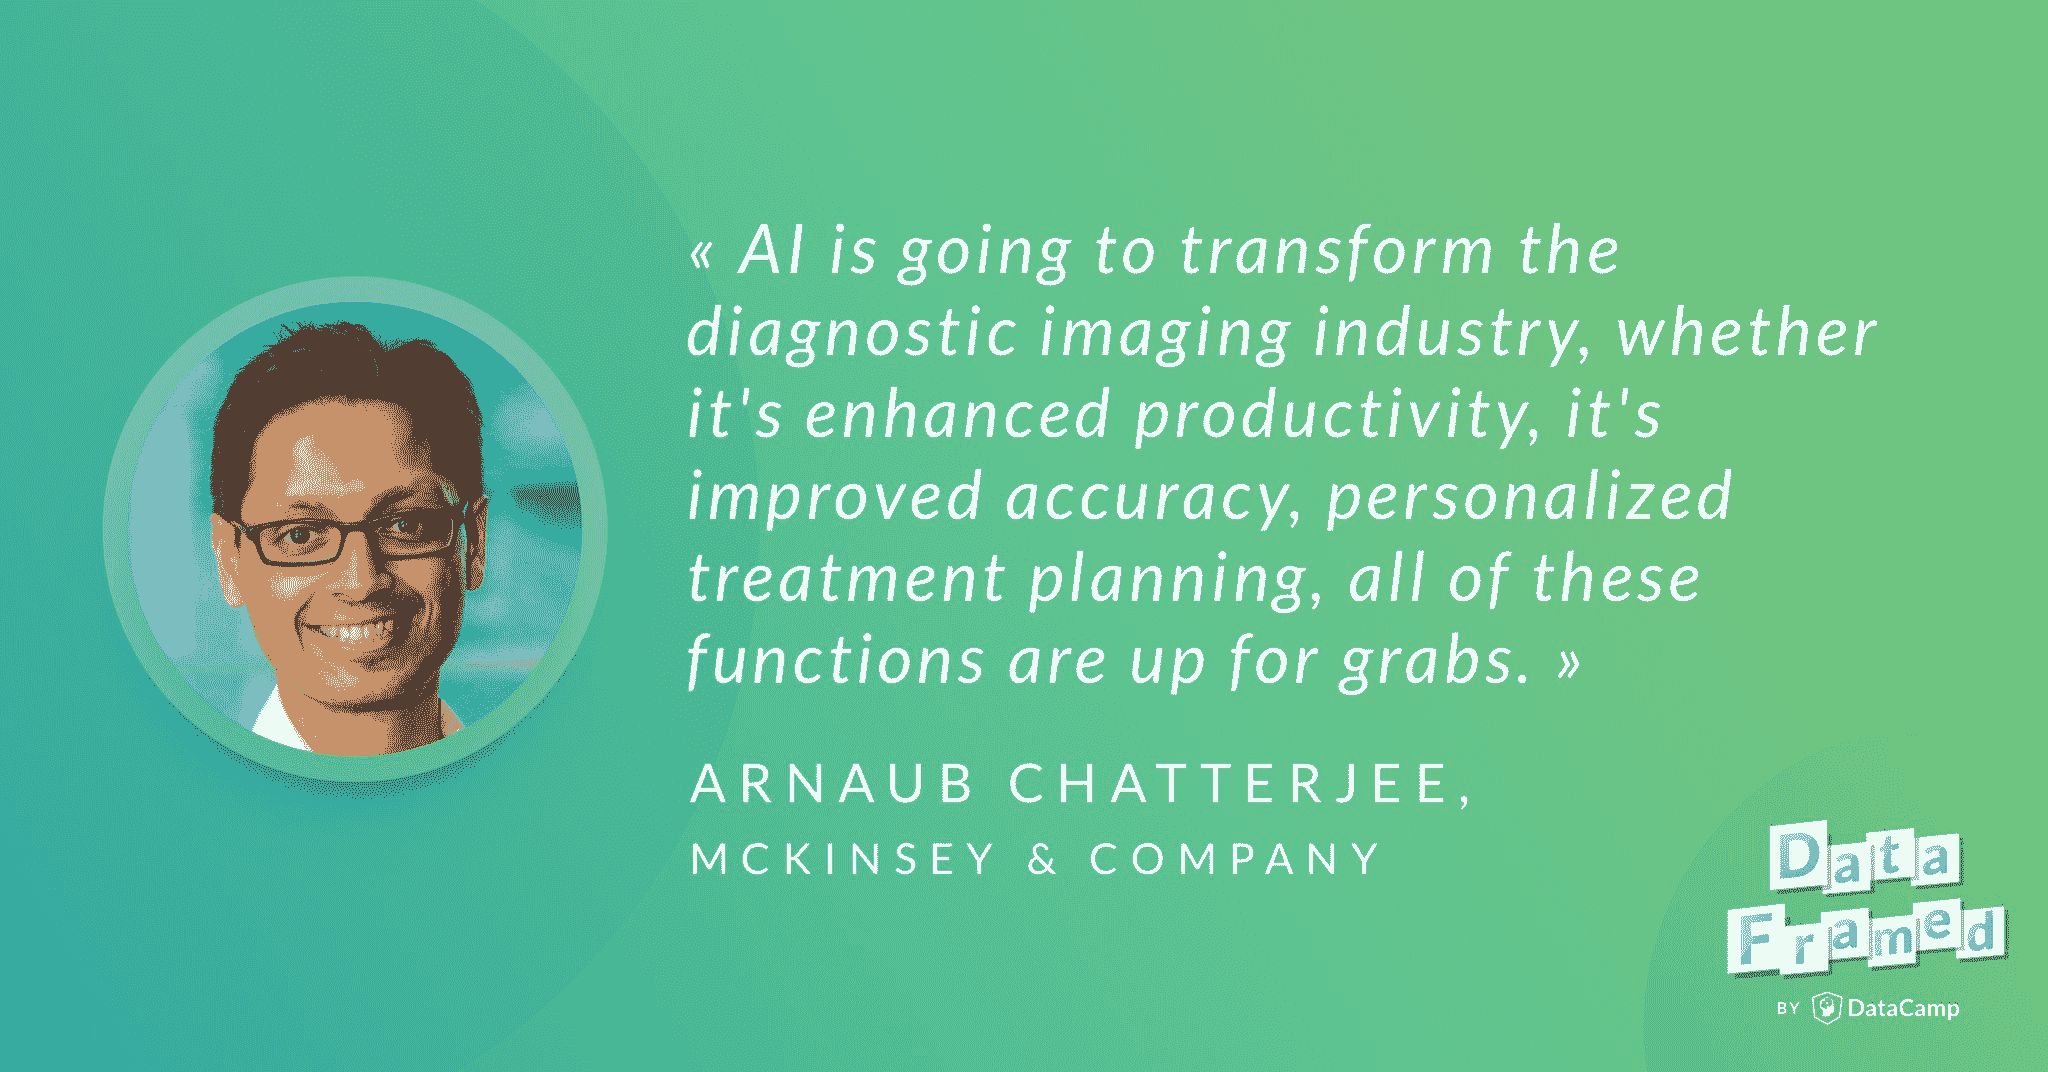 « AI is going to transform the
diagnostic imaging industry, whether
it's enhanced productivity, it's
improved accuracy, personalized
treatment planning, all of these
functions are up for grabs. »
ARNAUB CHATTERJEE,
MCKINSEY & COMPANY
Data
Framed
BY DataCamp